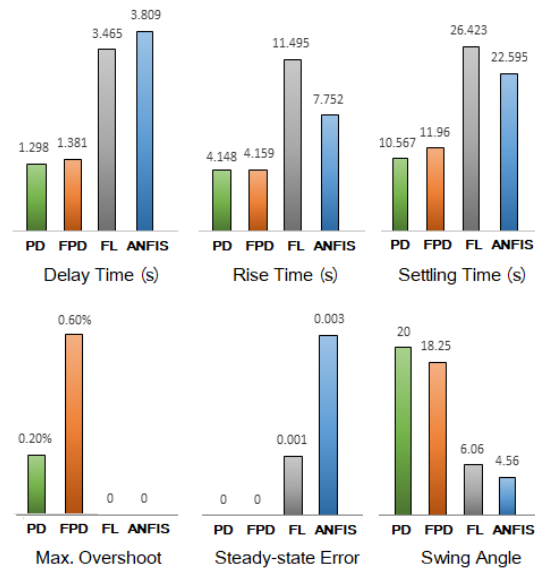 3.465 3.809
1.298 1.381
PD FPD FL ANFIS
Delay Time (s)
11.495
7.752
4.148 4.159
PD FPD FL ANFIS
Rise Time (s)
26.423
22.595
10.567 11.96
PD FPD FL ANFIS
Settling Time (s)
0.60%
0.20%
0 0
PD FPD FL ANFIS
Max. Overshoot
0.003
0.001
0 0
PD FPD FL ANFIS
Steady-state Error
20
18.25
6.06
4.56
PD FPD FL ANFIS
Swing Angle